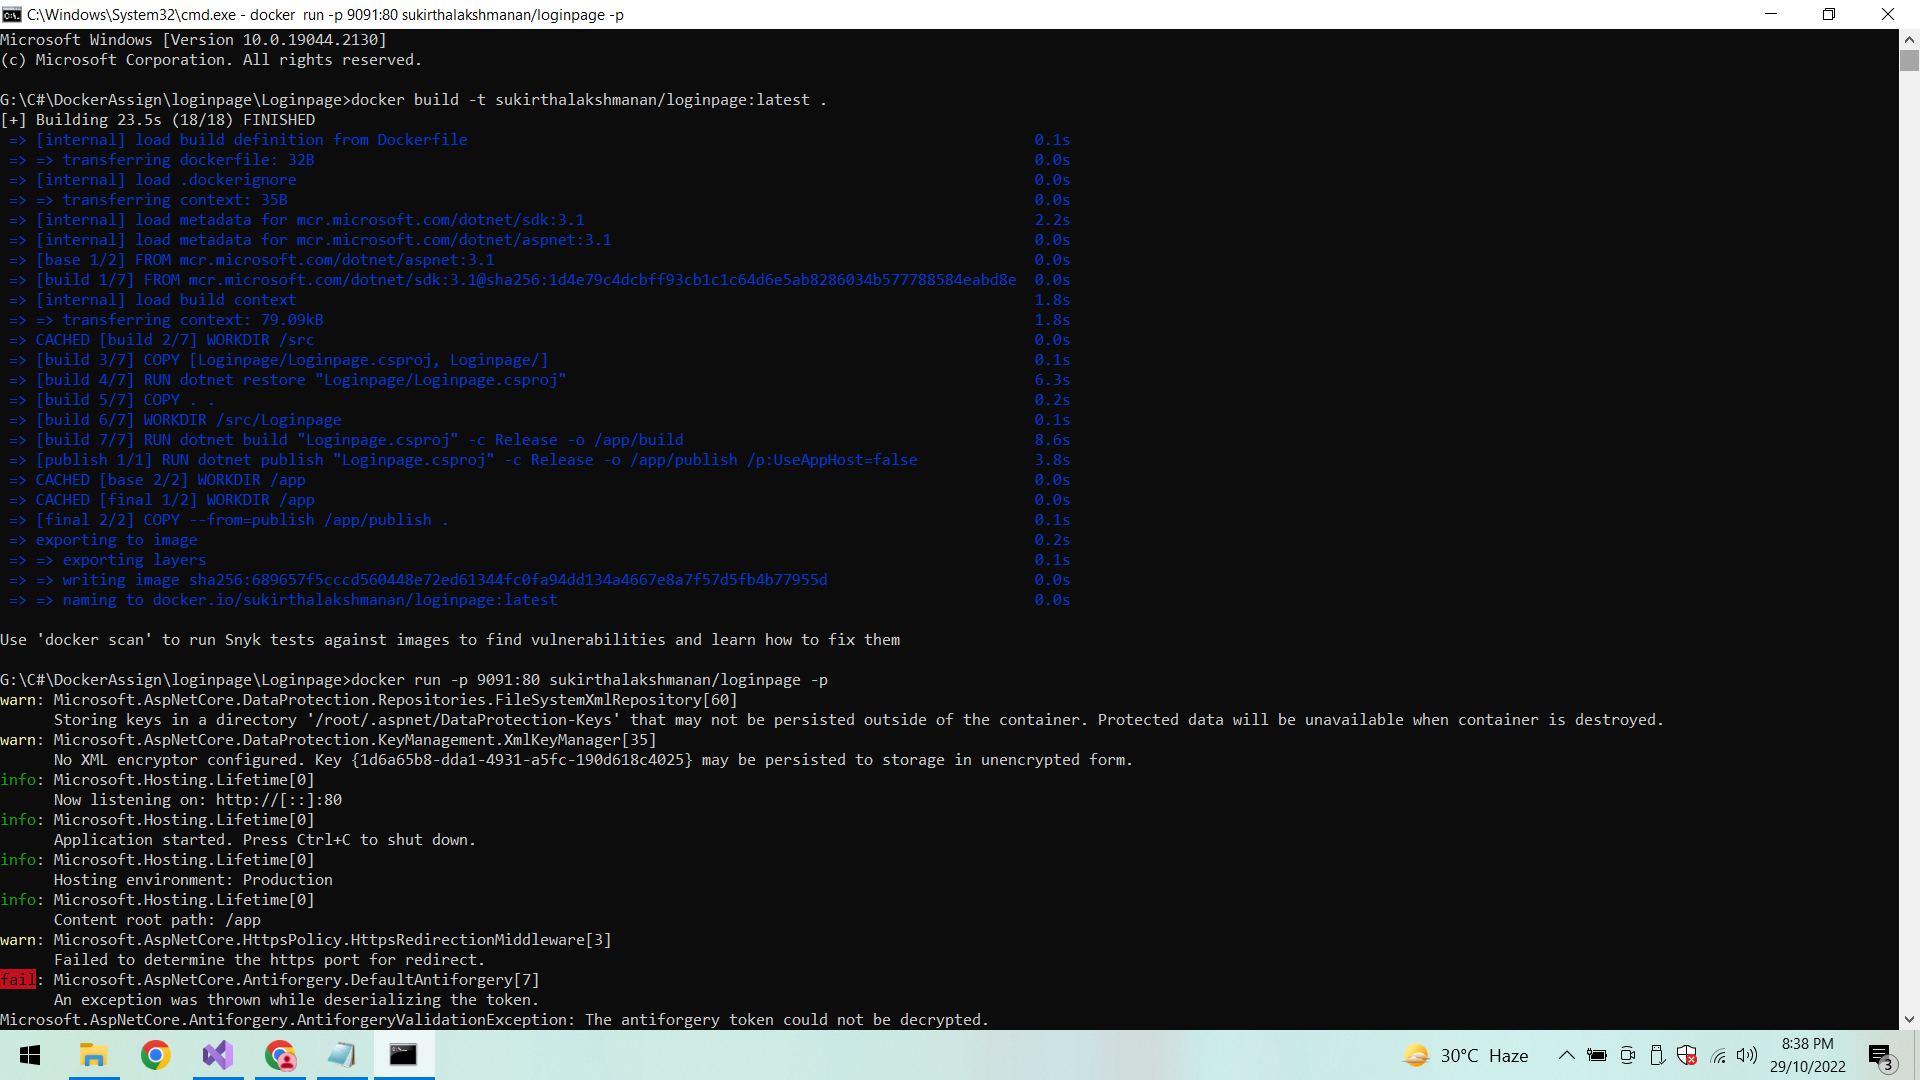 C:\Windows\System32\cmd.exe - docker  run -p 9091:80 sukirthalakshmanan/loginpage -p
Microsoft Windows [Version 10.0.19044.2130]
(c) Microsoft Corporation. All rights reserved.
G:\C#\DockerAssign\loginpage\Loginpage>docker build -t sukirthalakshmanan/loginpage:latest .
[+] Building 23.5s (18/18) FINISHED
=> [internal] load build definition from Dockerfile 0.1s
=> => transferring dockerfile: 32B 0.0s
=> [internal] load .dockerignore 0.0s
=> => transferring context: 35B 0.0s
=> [internal] load metadata for mcr.microsoft.com/dotnet/sdk:3.1 2.2s
=> [internal] load metadata for mcr.microsoft.com/dotnet/aspnet:3.1 0.0s
=> [base 1/2] FROM mcr.microsoft.com/dotnet/aspnet:3.1 0.0s
=> [build 1/7] FROM mcr.microsoft.com/dotnet/sdk:3.1@sha256:1d4e79c4dcbff93cb1c1c64d6e5ab8286034b577788584eabd8e 0.0s
=> [internal] load build context 1.8s
=> => transferring context: 79.09kB 1.8s
=> CACHED [build 2/7] WORKDIR /src 0.0s
=> [build 3/7] COPY [Loginpage/Loginpage.csproj, Loginpage/] 0.1s
=> [build 4/7] RUN dotnet restore "Loginpage/Loginpage.csproj" 6.3s
=> [build 5/7] COPY . . 0.2s
=> [build 6/7] WORKDIR /src/Loginpage 0.1s
=> [build 7/7] RUN dotnet build "Loginpage.csproj" -c Release -o /app/build 8.6s
=> [publish 1/1] RUN dotnet publish "Loginpage.csproj" -c Release -o /app/publish /p:UseAppHost=false 3.8s
=> CACHED [base 2/2] WORKDIR /app 0.0s
=> CACHED [final 1/2] WORKDIR /app 0.0s
=> [final 2/2] COPY --from=publish /app/publish . 0.1s
=> exporting to image 0.2s
=> => exporting layers 0.1s
=> => writing image sha256:689657f5cccd560448e72ed61344fc0fa94dd134a4667e8a7f57d5fb4b77955d 0.0s
=> => naming to docker.io/sukirthalakshmanan/loginpage:latest 0.0s
Use 'docker scan' to run Snyk tests against images to find vulnerabilities and learn how to fix them
G:\C#\DockerAssign\loginpage\Loginpage>docker run -p 9091:80 sukirthalakshmanan/loginpage -p
warn: Microsoft.AspNetCore.DataProtection.Repositories.FileSystemXmlRepository[60]
Storing keys in a directory '/root/.aspnet/DataProtection-Keys' that may not be persisted outside of the container. Protected data will be unavailable when container is destroyed.
warn: Microsoft.AspNetCore.DataProtection.KeyManagement.XmlKeyManager[35]
No XML encryptor configured. Key {1d6a65b8-dda1-4931-a5fc-190d618c4025} may be persisted to storage in unencrypted form.
info: Microsoft.Hosting.Lifetime[0]
Now listening on: http://[::]:80
info: Microsoft.Hosting.Lifetime[0]
Application started. Press Ctrl+C to shut down.
info: Microsoft.Hosting.Lifetime[0]
Hosting environment: Production
info: Microsoft.Hosting.Lifetime[0]
Content root path: /app
warn: Microsoft.AspNetCore.HttpsPolicy.HttpsRedirectionMiddleware[3]
Failed to determine the https port for redirect.
fail: Microsoft.AspNetCore.Antiforgery.DefaultAntiforgery[7]
An exception was thrown while deserializing the token.
Microsoft.AspNetCore.Antiforgery.AntiforgeryValidationException: The antiforgery token could not be decrypted.
30°C Haze
8:38 PM
29/10/2022
3